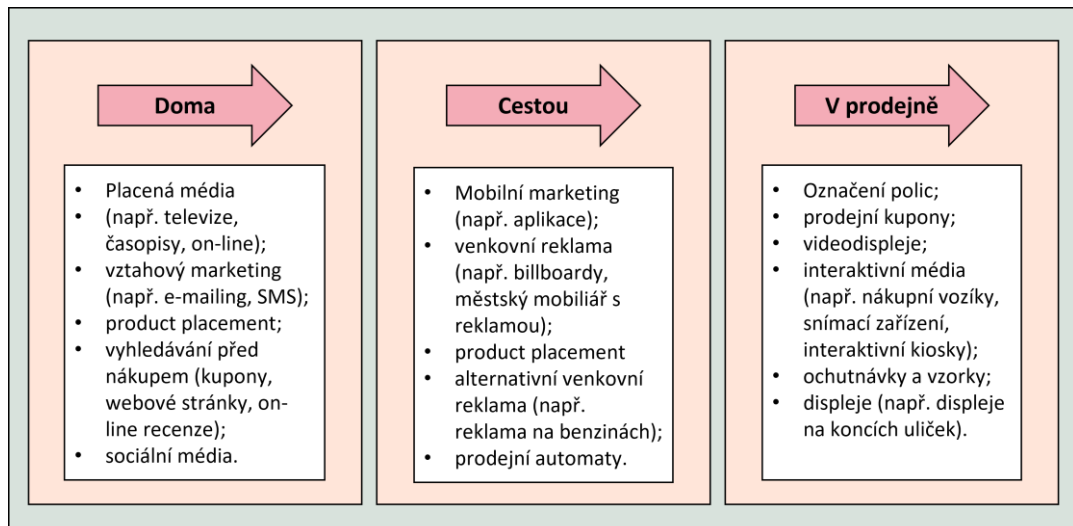 Doma
• Placená média
• (např. televize,
časopisy, on-line);
• vztahový marketing
(např. e-mailing, SMS);
• product placement;
• vyhledávání před
nákupem (kupony,
webové stránky, on-
line recenze);
• sociální média.
Cestou
• Mobilní marketing
(např. aplikace);
• venkovní reklama
(např. billboardy,
městský mobiliář s
reklamou);
• product placement
• alternativní venkovní
reklama (např.
reklama na benzinách);
• prodejní automaty.
V prodejně
• Označení polic;
• prodejní kupony;
• videodispleje;
• interaktivní média
(např. nákupní vozíky,
snímací zařízení,
interaktivní kiosky);
• ochutnávky a vzorky;
• displeje (např. displeje
na koncích uliček).